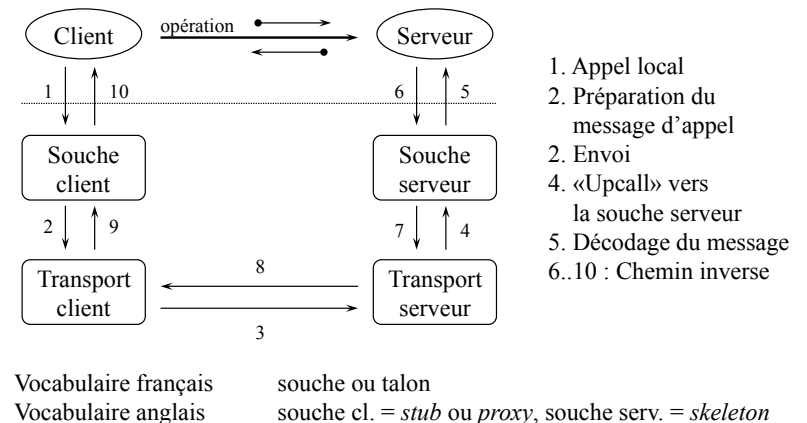 Client
opération
Serveur
1
10
6
5
Souche
client
Souche
serveur
2
9
7
4
Transport
client
8
3
Transport
serveur
1. Appel local
2. Préparation du
message d’appel
2. Envoi
4. «Upcall» vers
la souche serveur
5. Décodage du message
6..10 : Chemin inverse
Vocabulaire français souche ou talon
Vocabulaire anglais souche cl. = stub ou proxy, souche serv. = skeleton